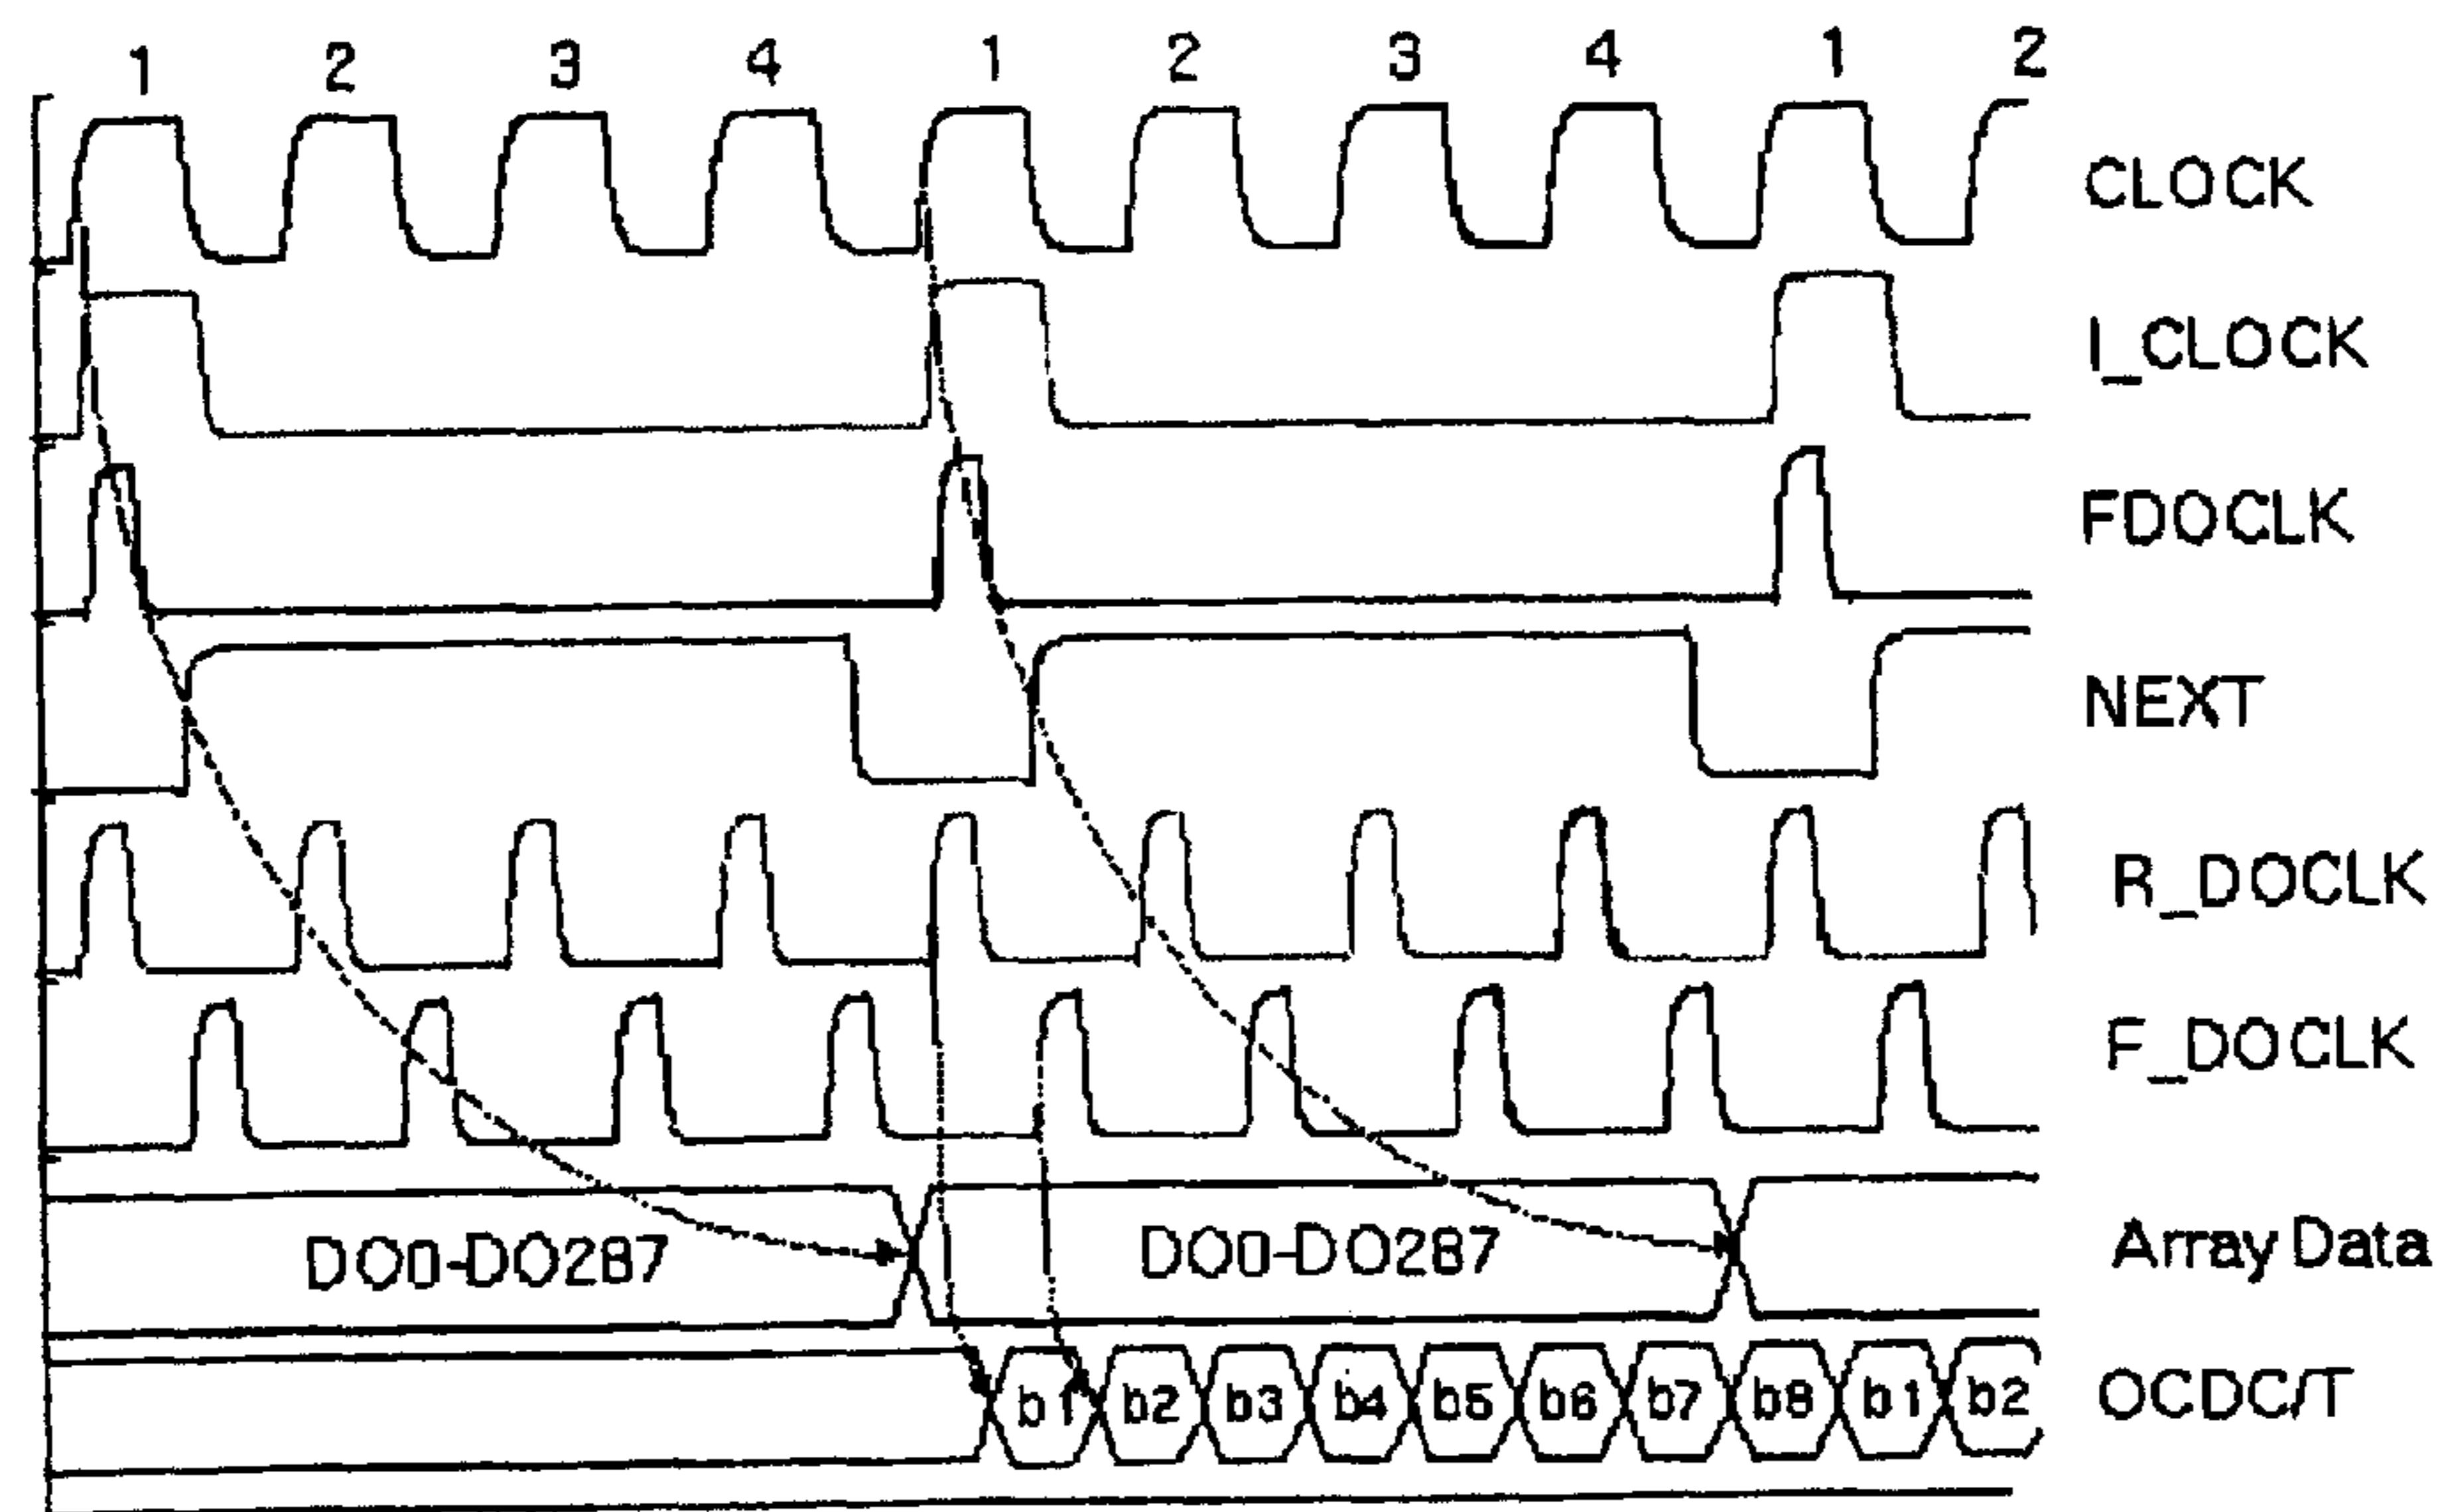 1 2 3 4 1 2 3 4 1 2
CLOCK
I_CLOCK
FDOCLK
NEXT
R_DOCLK
F_DOCLK
DO0-DO287 DO0-DO287 Array Data
b1 b2 b3 b4 b5 b6 b7 b8 b1 b2 OCDC/T